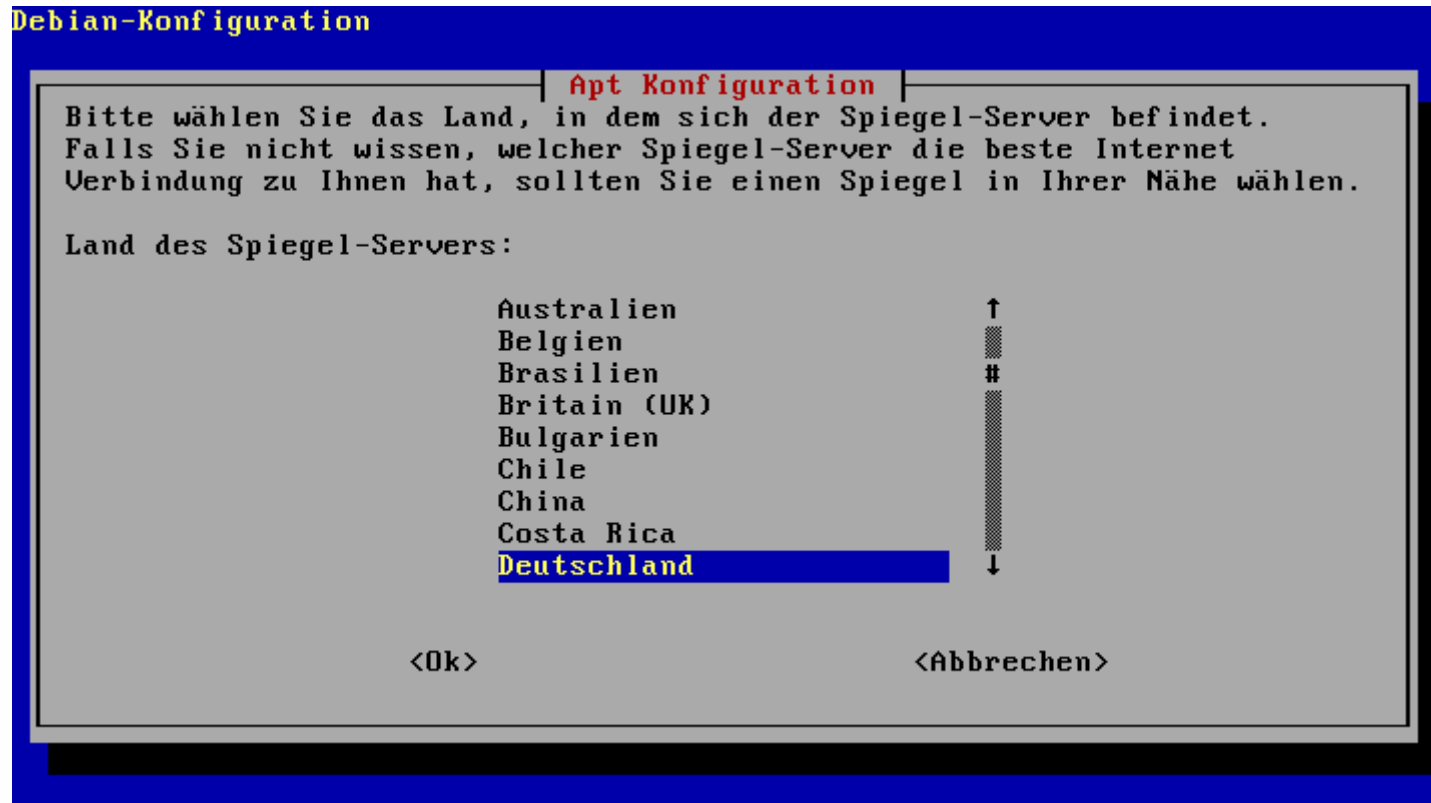 Debian-Konfiguration
Apt Konfiguration
Bitte wählen Sie das Land, in dem sich der Spiegel-Server befindet.
Falls Sie nicht wissen, welcher Spiegel-Server die beste Internet
Verbindung zu Ihnen hat, sollten Sie einen Spiegel in Ihrer Nähe wählen.
Land des Spiegel-Servers:
Australien ↑
Belgien
Brasilien #
Britain (UK)
Bulgarien
Chile
China
Costa Rica
Deutschland ↓
<Ok> <Abbrechen>